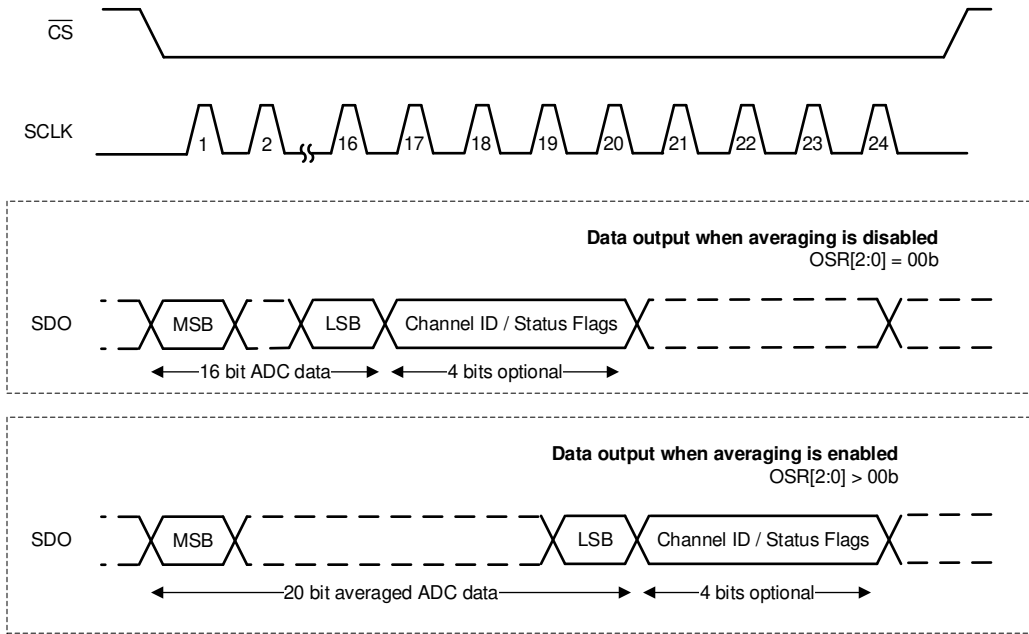 CS
SCLK
1 2 16 17 18 19 20 21 22 23 24
Data output when averaging is disabled
OSR[2:0] = 00b
SDO
MSB LSB Channel ID / Status Flags
16 bit ADC data 4 bits optional
Data output when averaging is enabled
OSR[2:0] > 00b
SDO
MSB LSB Channel ID / Status Flags
20 bit averaged ADC data 4 bits optional